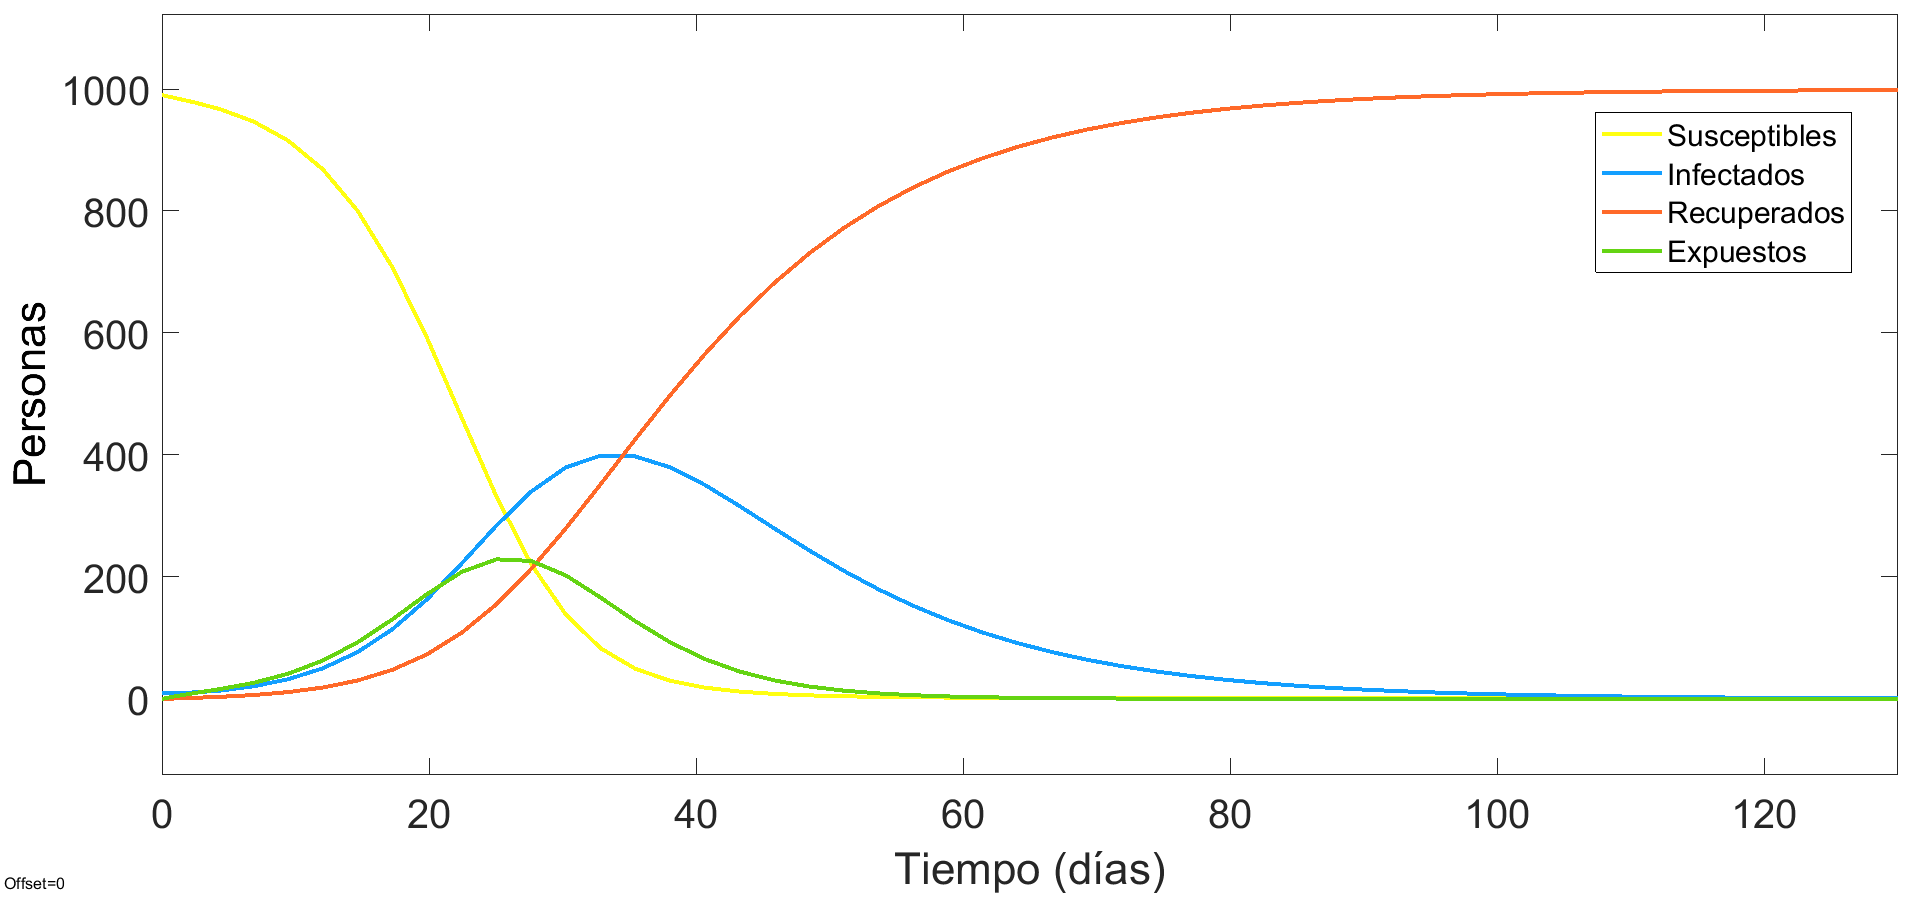 1000
800
600
400
200
0
Personas
Susceptibles
Infectados
Recuperados
Expuestos
0 20 40 60 80 100 120
Tiempo (días)
Offset=0